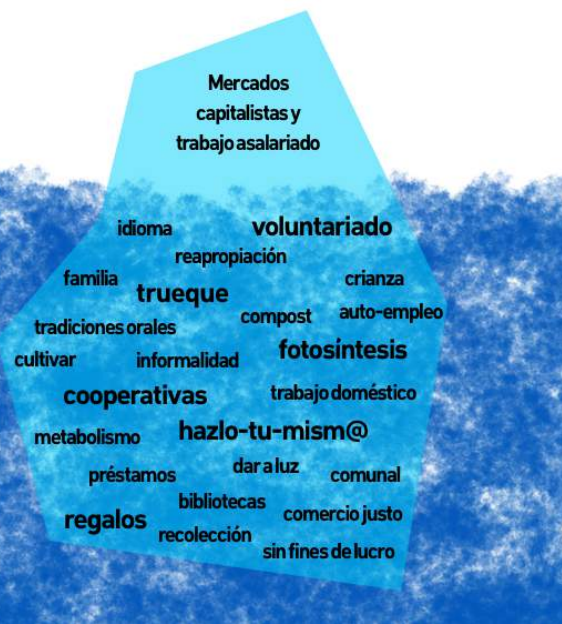 Mercados
capitalistas y
trabajo asalariado
idioma
voluntariado
reapropiación
familia
crianza
trueque
compost
auto-empleo
tradiciones orales
fotosíntesis
cultivar
informalidad
cooperativas
trabajo doméstico
metabolismo
hazlo-tu-mism@
préstamos
dar a luz
comunal
bibliotecas
regalos
comercio justo
recolección
sin fines de lucro